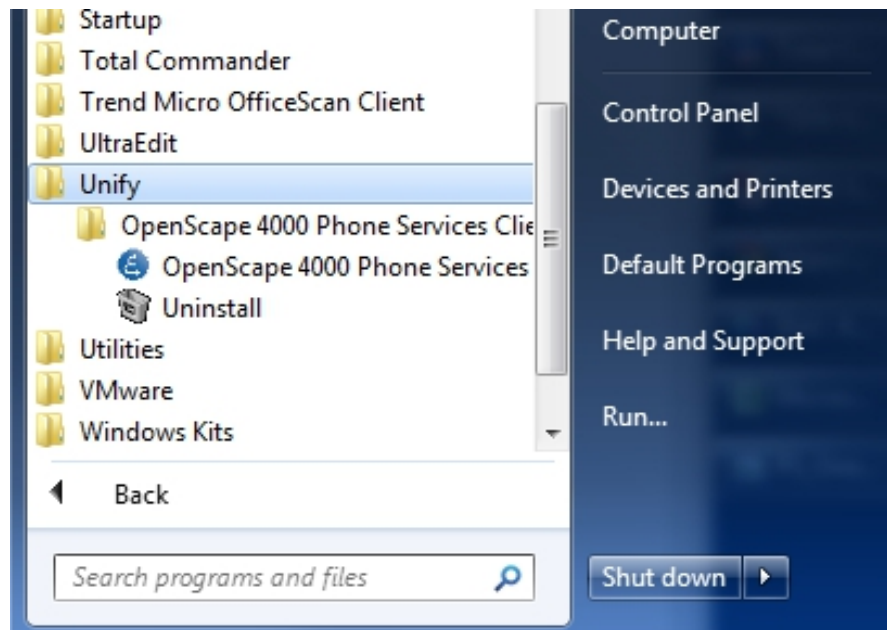 Startup
Total Commander
Trend Micro OfficeScan Client
UltraEdit
Unify
OpenScape 4000 Phone Services Clie
OpenScape 4000 Phone Services
Uninstall
Utilities
VMware
Windows Kits
Back
Search programs and files
Computer
Control Panel
Devices and Printers
Default Programs
Help and Support
Run...
Shut down